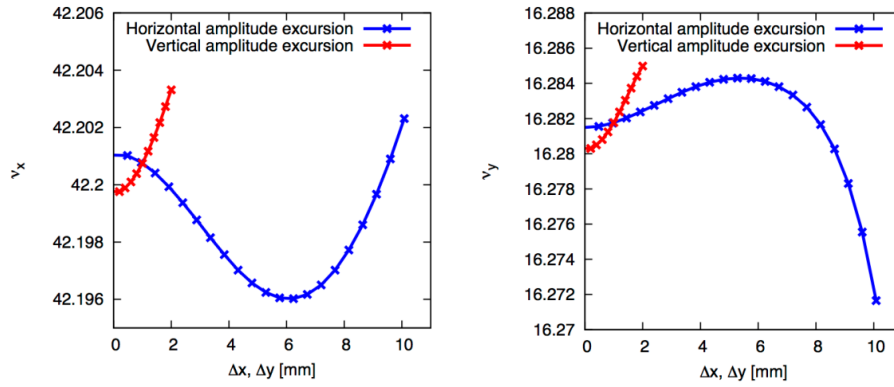 42.206
42.204
42.202
42.2
42.198
42.196
νx
Horizontal amplitude excursion
Vertical amplitude excursion
0 2 4 6 8 10
Δx, Δy [mm]
16.288
16.286
16.284
16.282
16.28
16.278
16.276
16.274
16.272
16.27
νy
Horizontal amplitude excursion
Vertical amplitude excursion
0 2 4 6 8 10
Δx, Δy [mm]